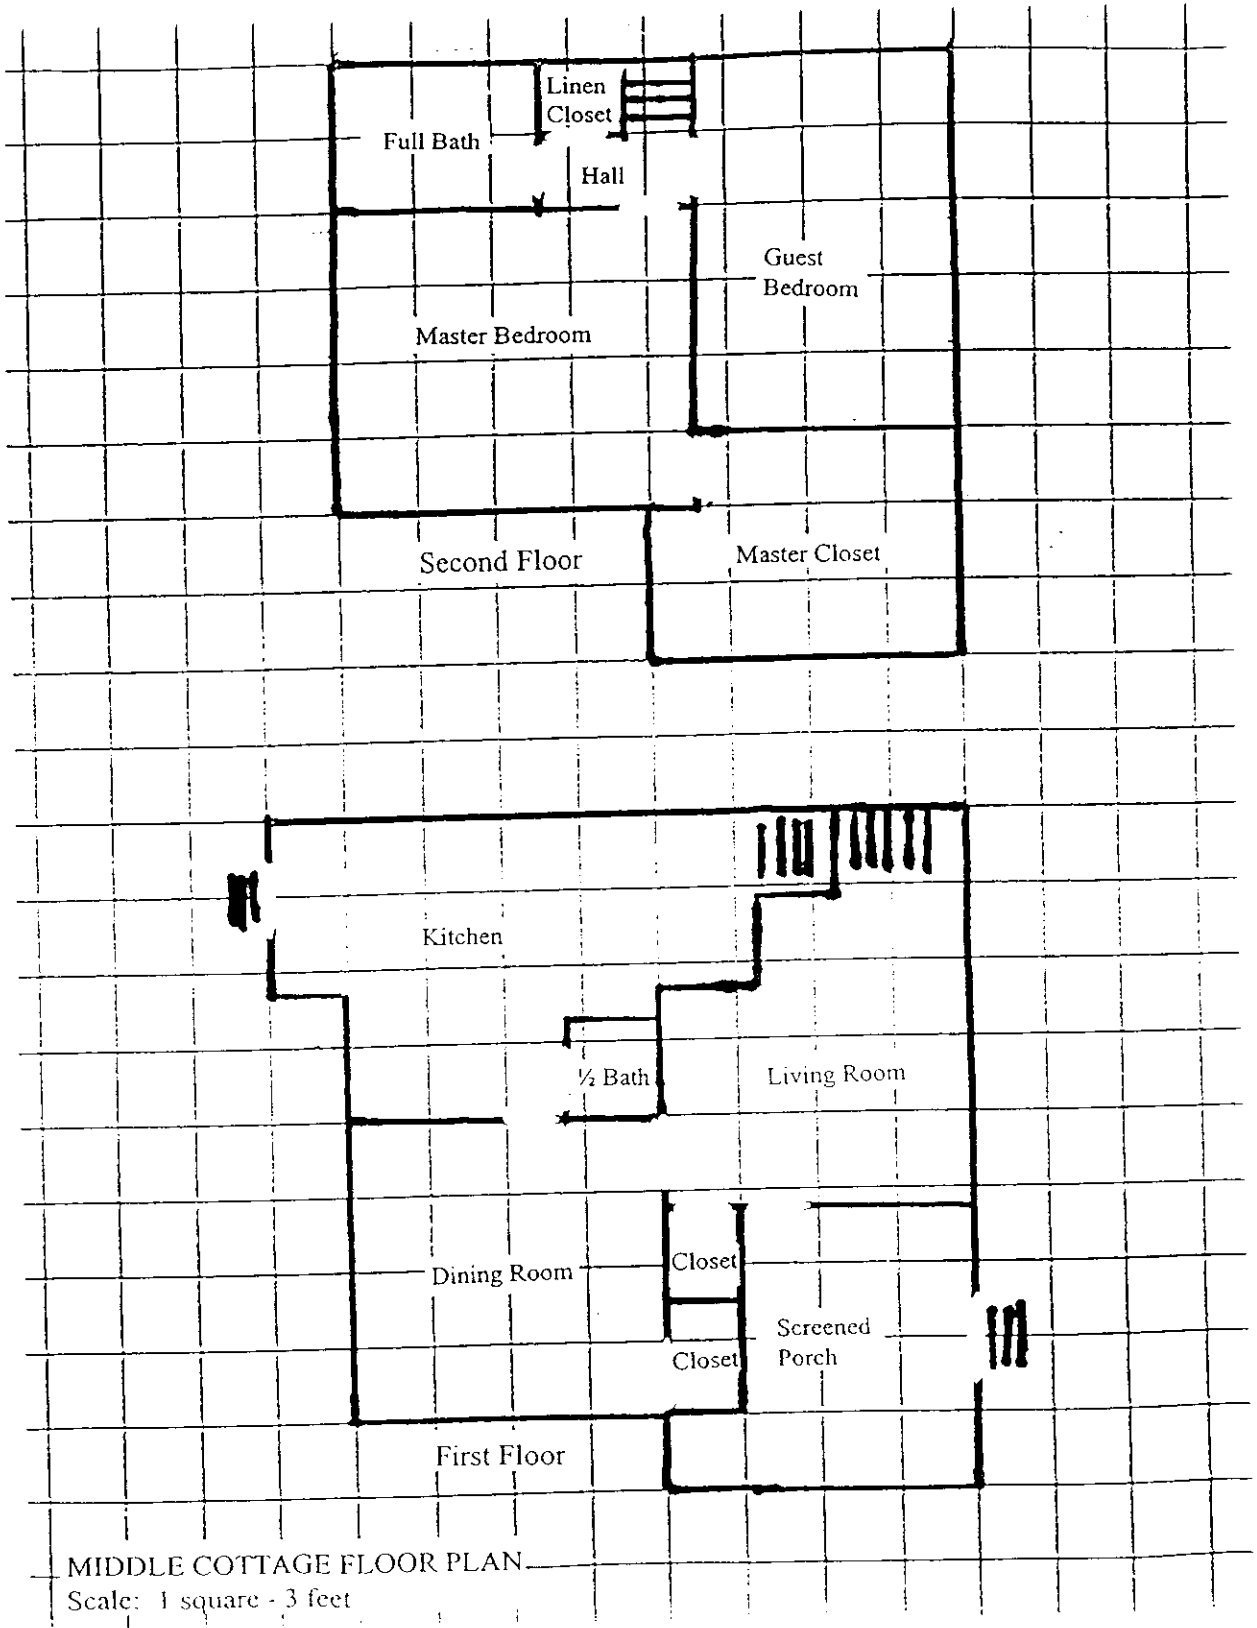 Linen
Closet
Full Bath
Hall
Guest
Bedroom
Master Bedroom
Second Floor
Master Closet
Kitchen
½ Bath
Living Room
Closet
Dining Room
Screened
Porch
Closet
First Floor
MIDDLE COTTAGE FLOOR PLAN
Scale: 1 square - 3 feet